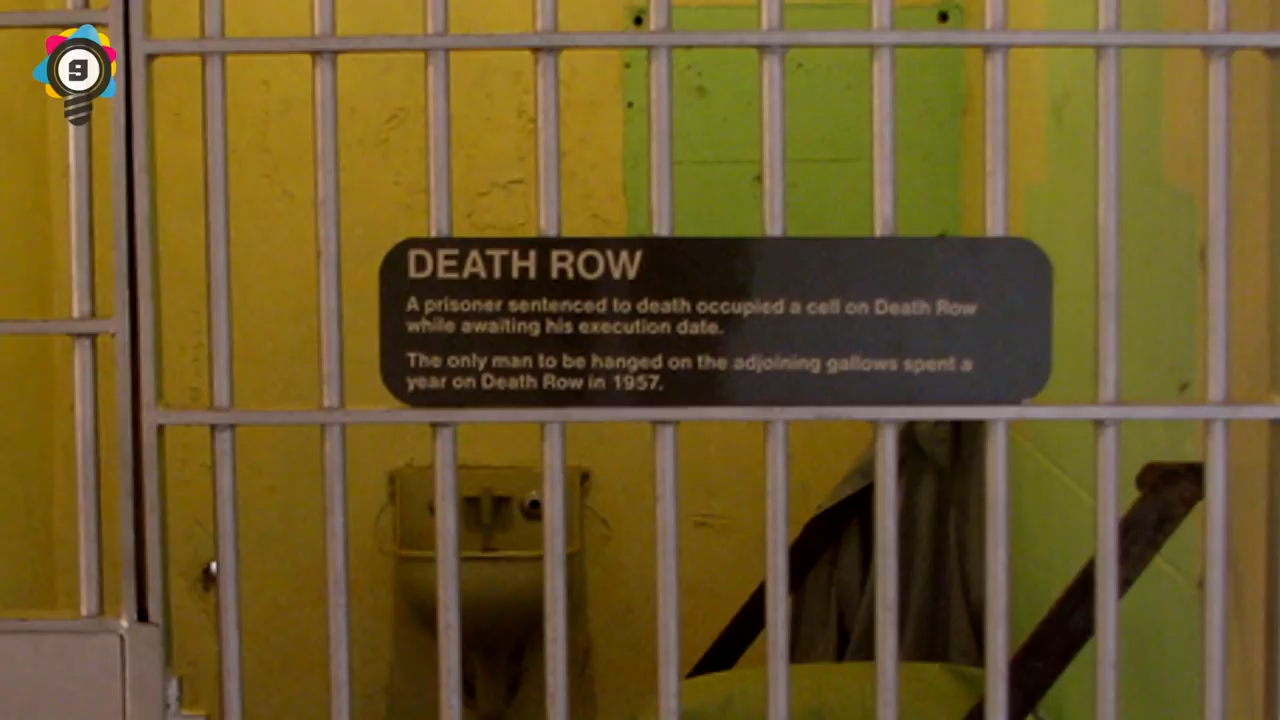 9
DEATH ROW
A prisoner sentenced to death occupied a cell on Death Row
while awaiting his execution date.
The only man to be hanged on the adjoining gallows spent a
year on Death Row in 1957.